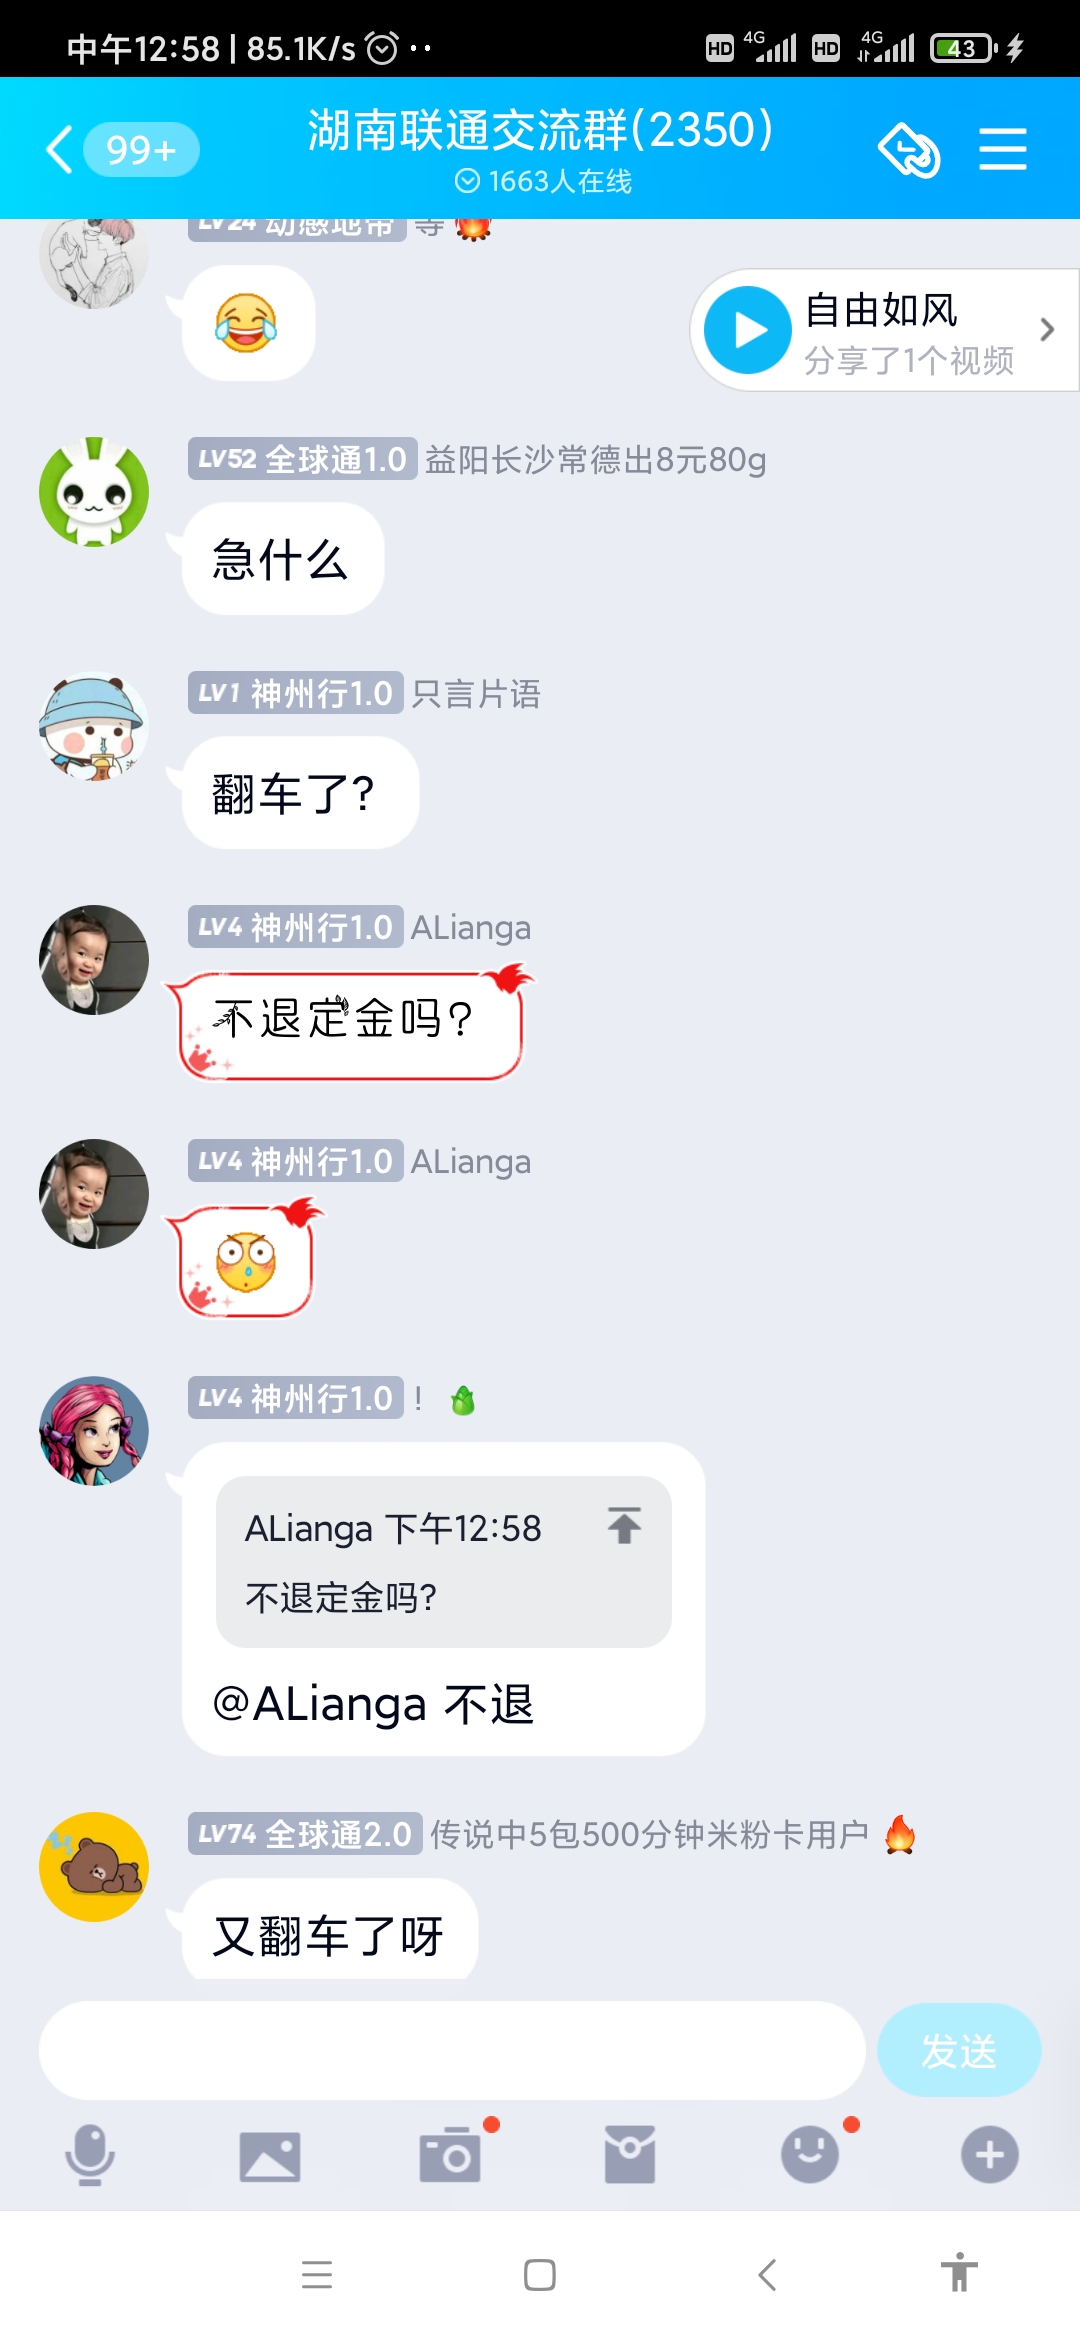 中午12:58 | 85.1K/s
HD 4G HD 4G 43
99+
湖南联通交流群(2350)
1663人在线
LV24 动感地带 等
自由如风
分享了1个视频
LV52 全球通1.0 益阳长沙常德出8元80g
急什么
LV1 神州行1.0 只言片语
翻车了?
LV4 神州行1.0 ALianga
不退定金吗?
LV4 神州行1.0 ALianga
LV4 神州行1.0 !
ALianga 下午12:58
不退定金吗?
@ALianga 不退
LV74 全球通2.0 传说中5包500分钟米粉卡用户
又翻车了呀
发送